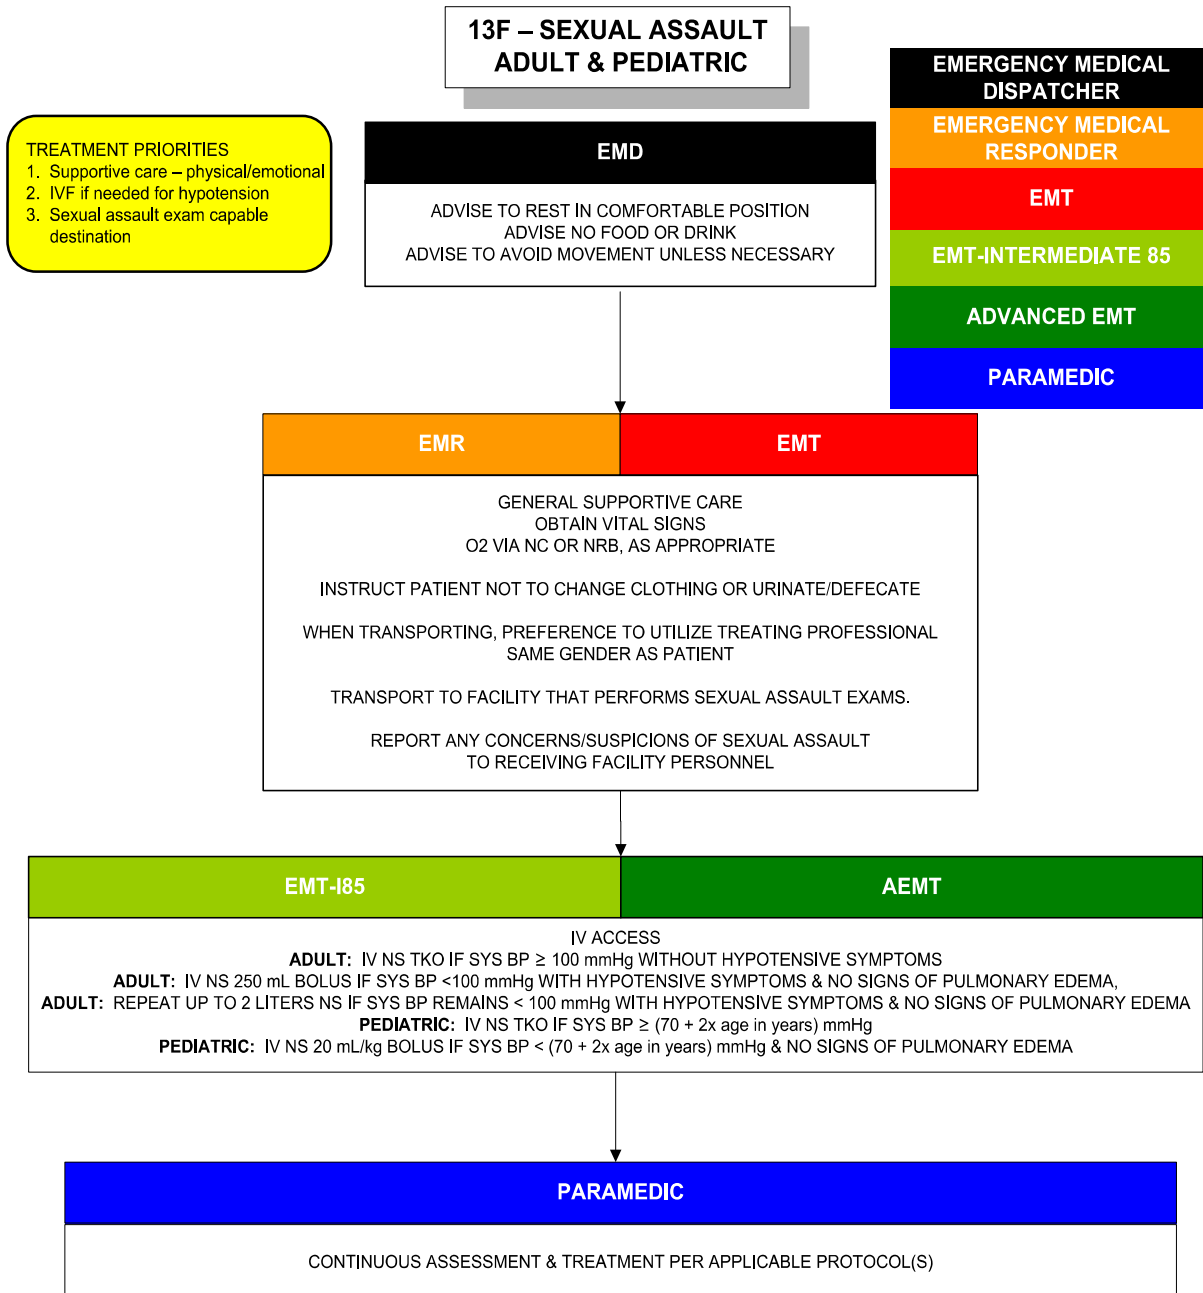 13F – SEXUAL ASSAULT
ADULT & PEDIATRIC
EMERGENCY MEDICAL
DISPATCHER
EMERGENCY MEDICAL
RESPONDER
EMT
EMT-INTERMEDIATE 85
ADVANCED EMT
PARAMEDIC
TREATMENT PRIORITIES
1. Supportive care – physical/emotional
2. IVF if needed for hypotension
3. Sexual assault exam capable
destination
EMD
ADVISE TO REST IN COMFORTABLE POSITION
ADVISE NO FOOD OR DRINK
ADVISE TO AVOID MOVEMENT UNLESS NECESSARY
EMR
EMT
GENERAL SUPPORTIVE CARE
OBTAIN VITAL SIGNS
O2 VIA NC OR NRB, AS APPROPRIATE
INSTRUCT PATIENT NOT TO CHANGE CLOTHING OR URINATE/DEFECATE
WHEN TRANSPORTING, PREFERENCE TO UTILIZE TREATING PROFESSIONAL
SAME GENDER AS PATIENT
TRANSPORT TO FACILITY THAT PERFORMS SEXUAL ASSAULT EXAMS.
REPORT ANY CONCERNS/SUSPICIONS OF SEXUAL ASSAULT
TO RECEIVING FACILITY PERSONNEL
EMT-I85
AEMT
IV ACCESS
ADULT: IV NS TKO IF SYS BP ≥ 100 mmHg WITHOUT HYPOTENSIVE SYMPTOMS
ADULT: IV NS 250 mL BOLUS IF SYS BP <100 mmHg WITH HYPOTENSIVE SYMPTOMS & NO SIGNS OF PULMONARY EDEMA,
ADULT: REPEAT UP TO 2 LITERS NS IF SYS BP REMAINS < 100 mmHg WITH HYPOTENSIVE SYMPTOMS & NO SIGNS OF PULMONARY EDEMA
PEDIATRIC: IV NS TKO IF SYS BP ≥ (70 + 2x age in years) mmHg
PEDIATRIC: IV NS 20 mL/kg BOLUS IF SYS BP < (70 + 2x age in years) mmHg & NO SIGNS OF PULMONARY EDEMA
PARAMEDIC
CONTINUOUS ASSESSMENT & TREATMENT PER APPLICABLE PROTOCOL(S)